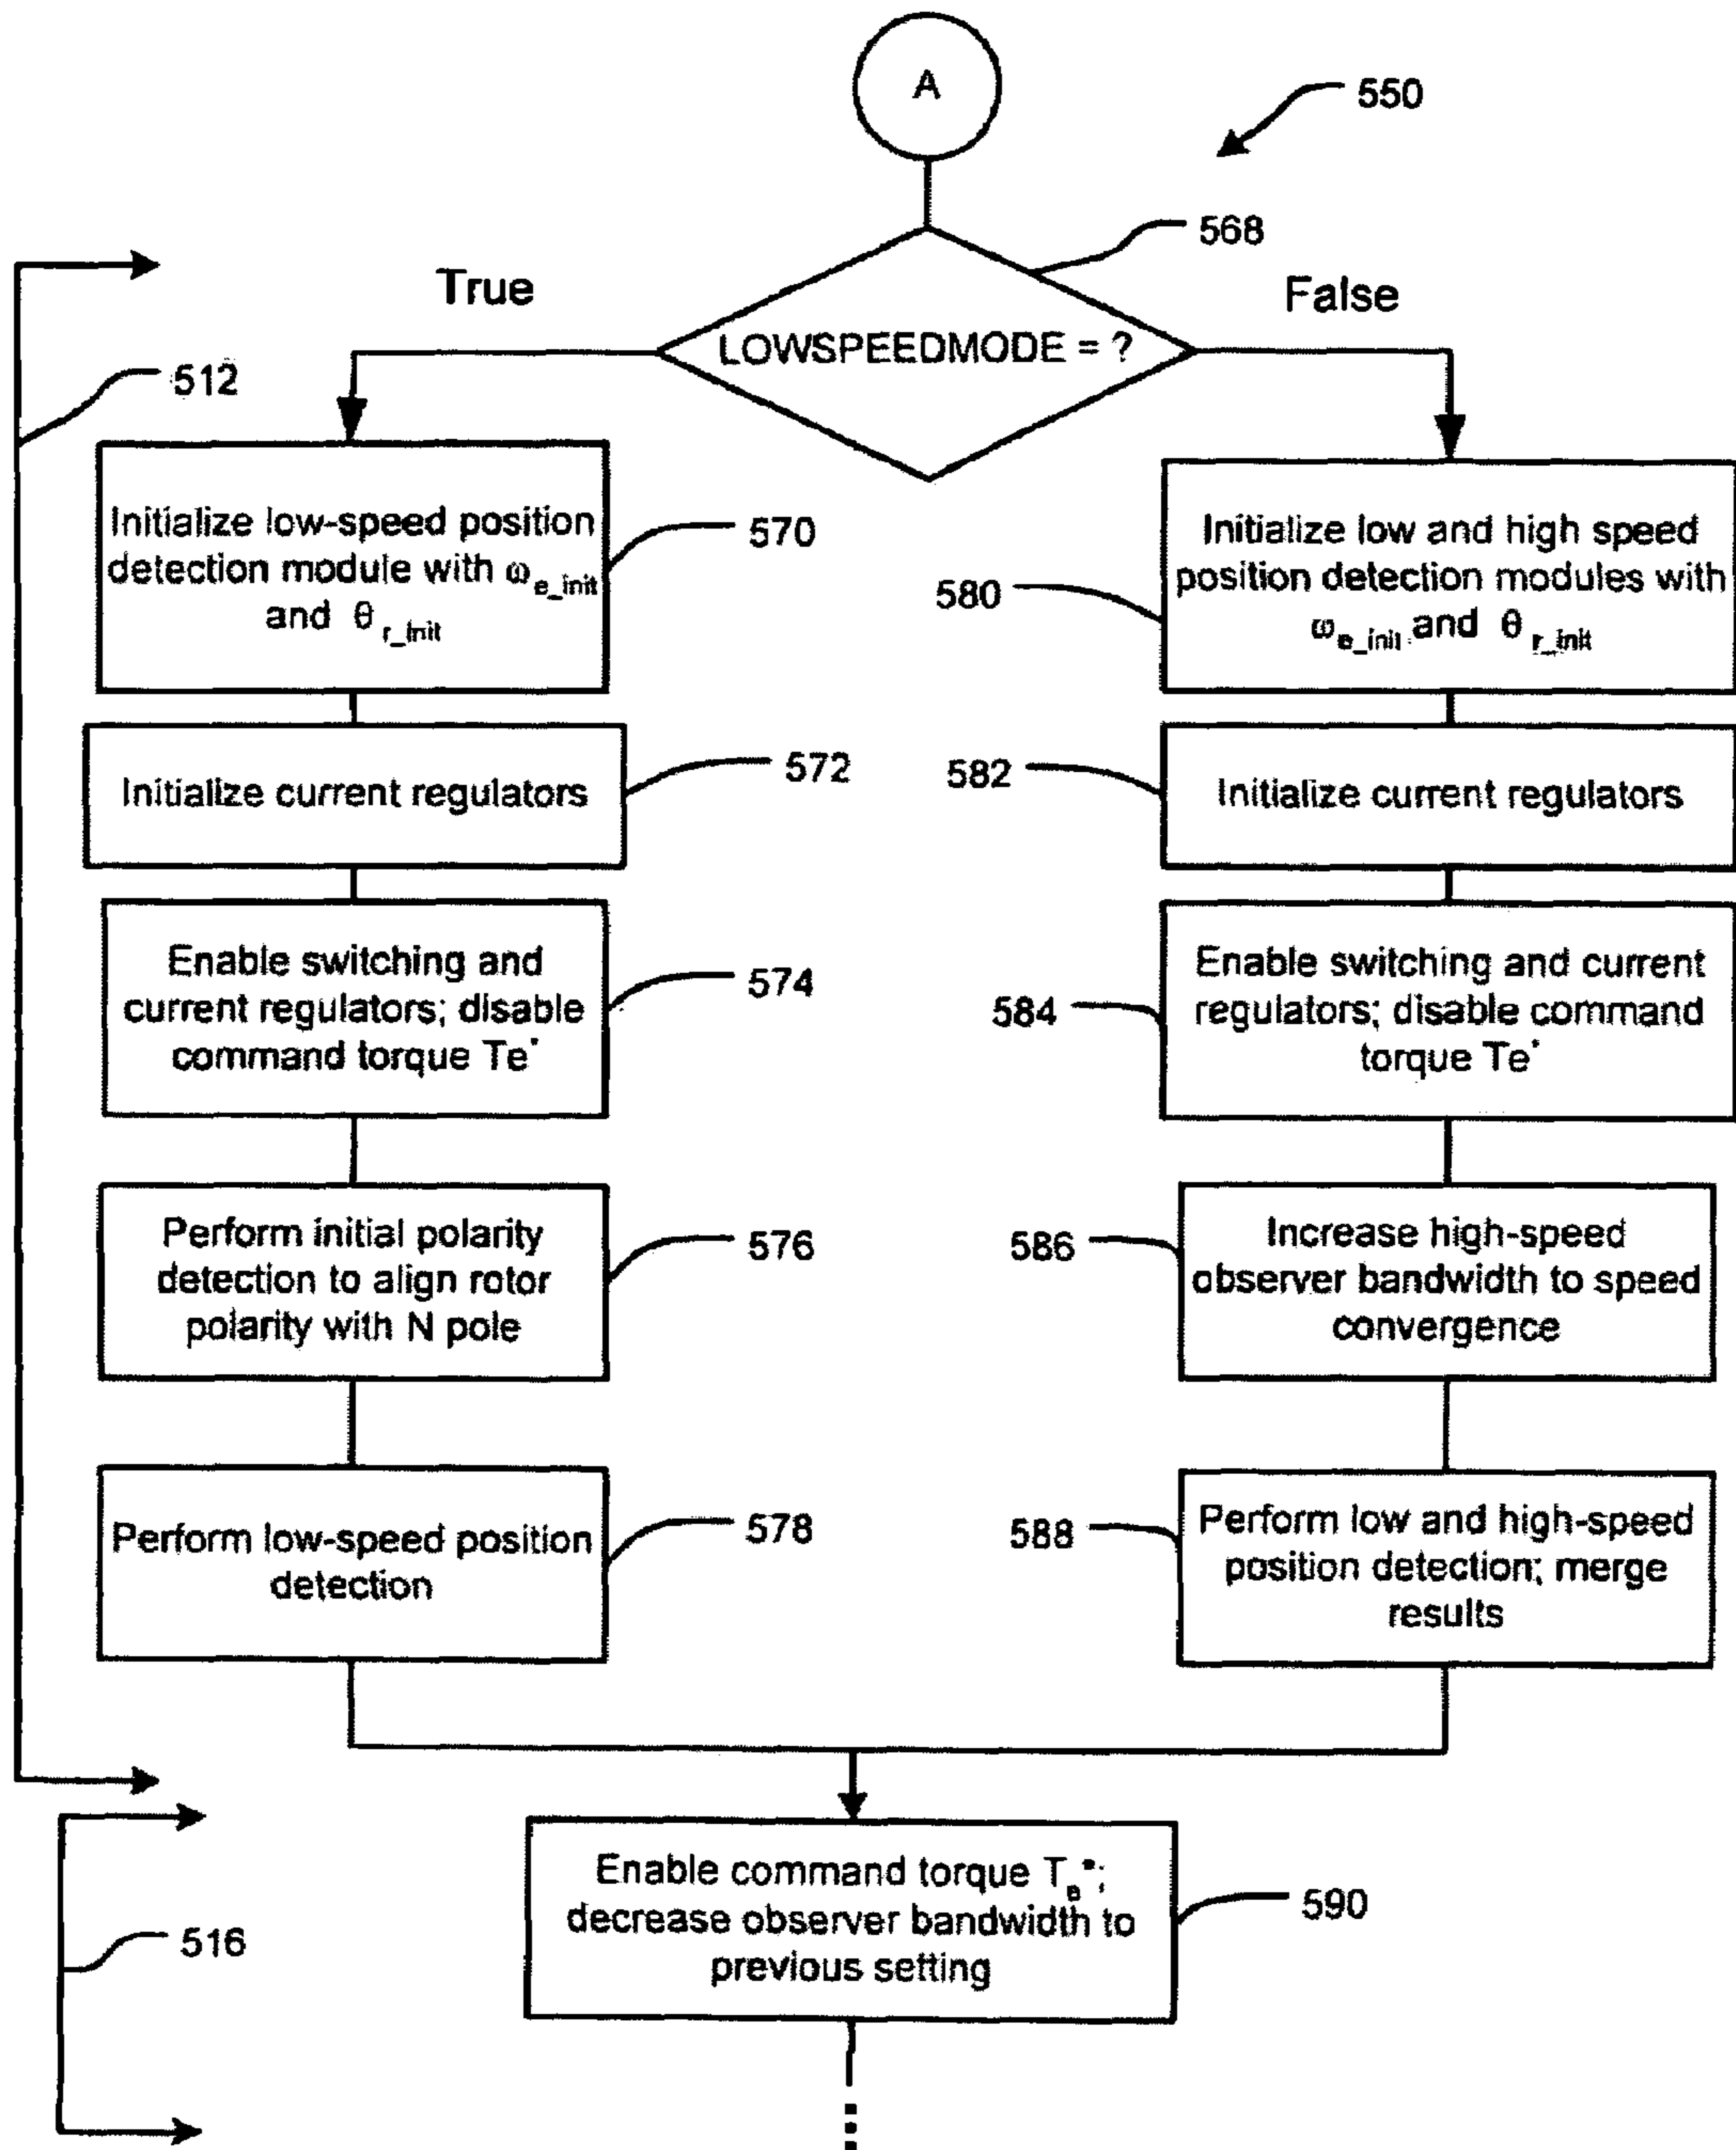 A
550
568
True
False
LOWSPEEDMODE = ?
512
Initialize low-speed position
detection module with ω_e_init
and θ_r_init
570
Initialize low and high speed
position detection modules with
ω_e_init and θ_r_init
580
Initialize current regulators
572
582
Initialize current regulators
Enable switching and
current regulators; disable
command torque Te*
574
584
Enable switching and current
regulators; disable command
torque Te*
Perform initial polarity
detection to align rotor
polarity with N pole
576
586
Increase high-speed
observer bandwidth to speed
convergence
Perform low-speed position
detection
578
588
Perform low and high-speed
position detection; merge
results
Enable command torque T_e*;
decrease observer bandwidth to
previous setting
590
516